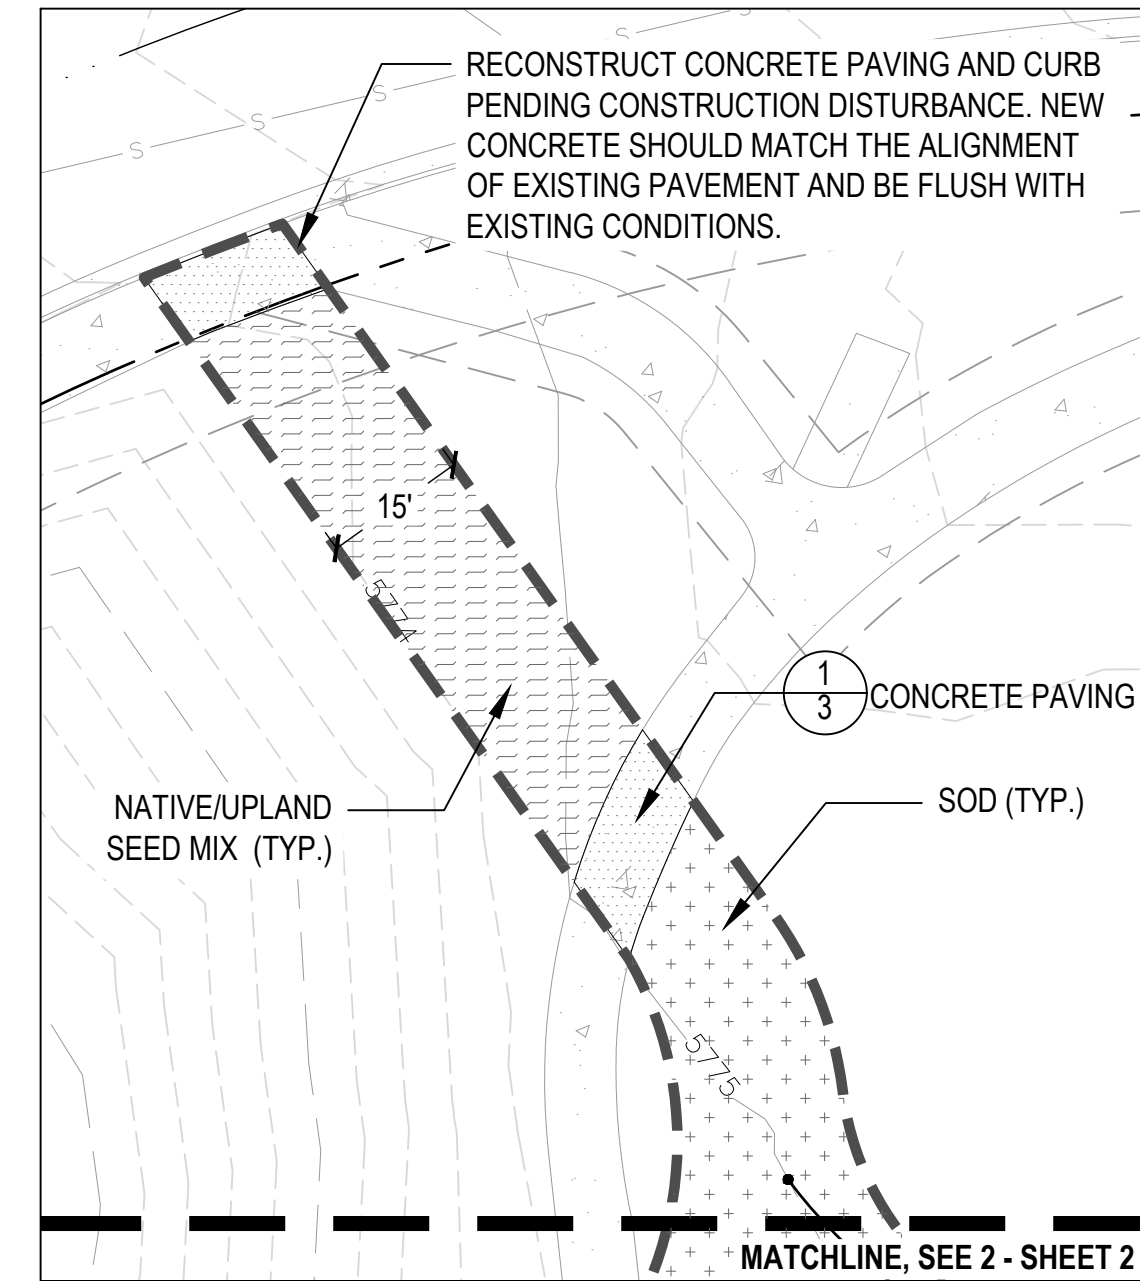 RECONSTRUCT CONCRETE PAVING AND CURB
PENDING CONSTRUCTION DISTURBANCE. NEW
CONCRETE SHOULD MATCH THE ALIGNMENT
OF EXISTING PAVEMENT AND BE FLUSH WITH
EXISTING CONDITIONS.
S
S
S
S
S
15'
5774
1
3
CONCRETE PAVING
NATIVE/UPLAND
SEED MIX (TYP.)
SOD (TYP.)
5775
MATCHLINE, SEE 2 - SHEET 2